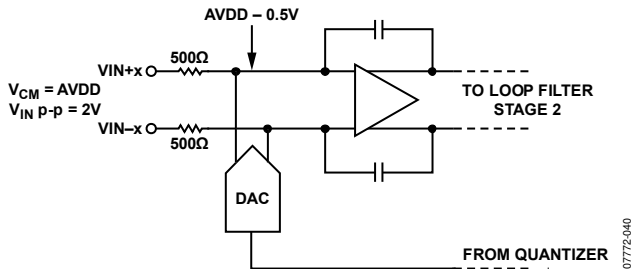 AVDD – 0.5V
500Ω
VIN+x
V_CM = AVDD
V_IN p-p = 2V
VIN–x
500Ω
TO LOOP FILTER
STAGE 2
DAC
FROM QUANTIZER
07772-040